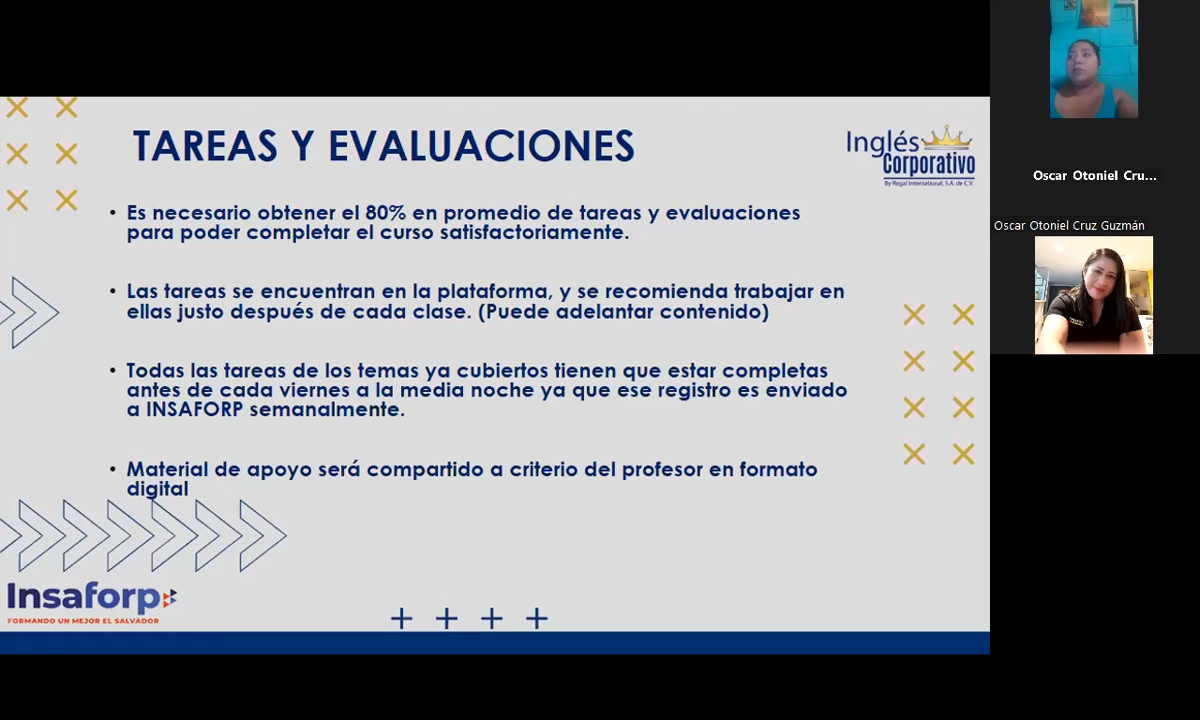 TAREAS Y EVALUACIONES
Inglés
Corporativo
By Regal International, S.A. de C.V.
• Es necesario obtener el 80% en promedio de tareas y evaluaciones
para poder completar el curso satisfactoriamente.
• Las tareas se encuentran en la plataforma, y se recomienda trabajar en
ellas justo después de cada clase. (Puede adelantar contenido)
• Todas las tareas de los temas ya cubiertos tienen que estar completas
antes de cada viernes a la media noche ya que ese registro es enviado
a INSAFORP semanalmente.
• Material de apoyo será compartido a criterio del profesor en formato
digital
Insaforp
FORMANDO UN MEJOR EL SALVADOR
Oscar Otoniel Cru...
Oscar Otoniel Cruz Guzmán